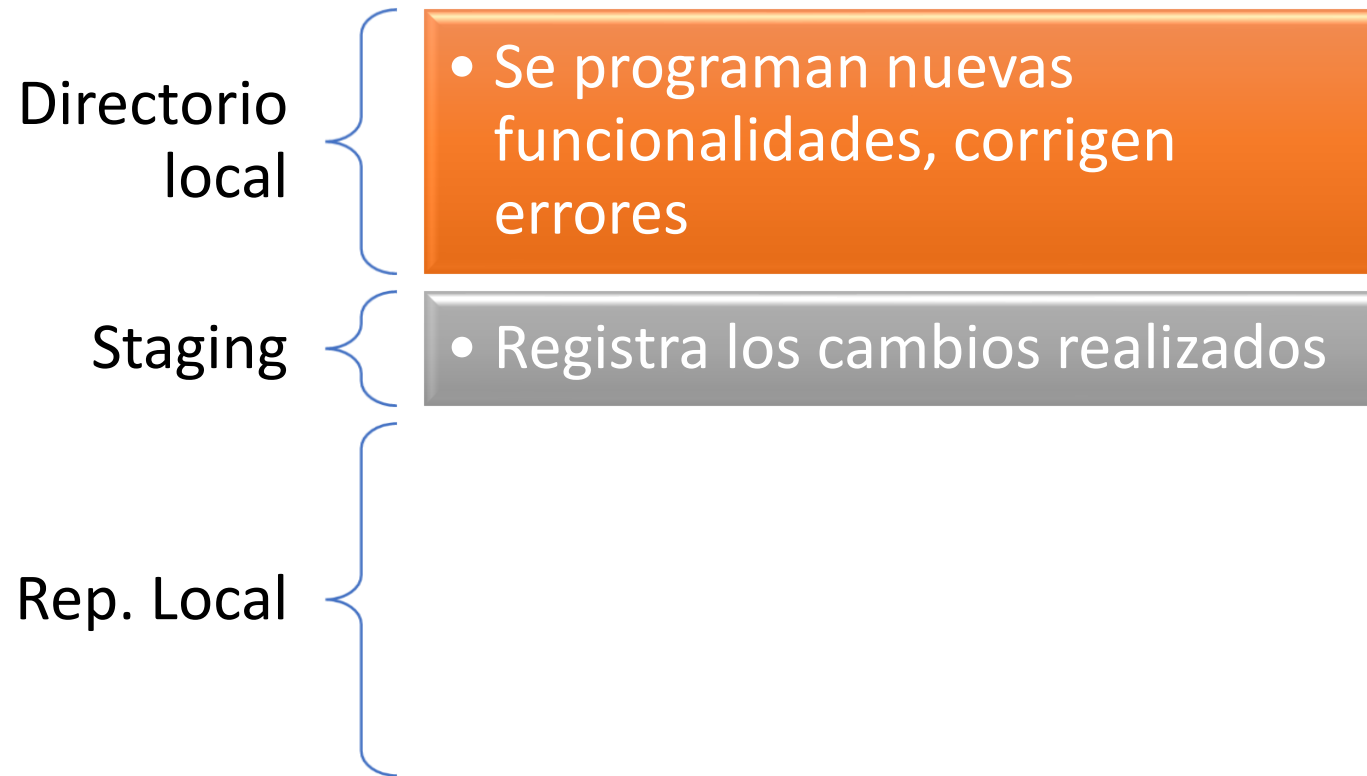 Directorio
local
• Se programan nuevas
funcionalidades, corrigen
errores
Staging
• Registra los cambios realizados
Rep. Local